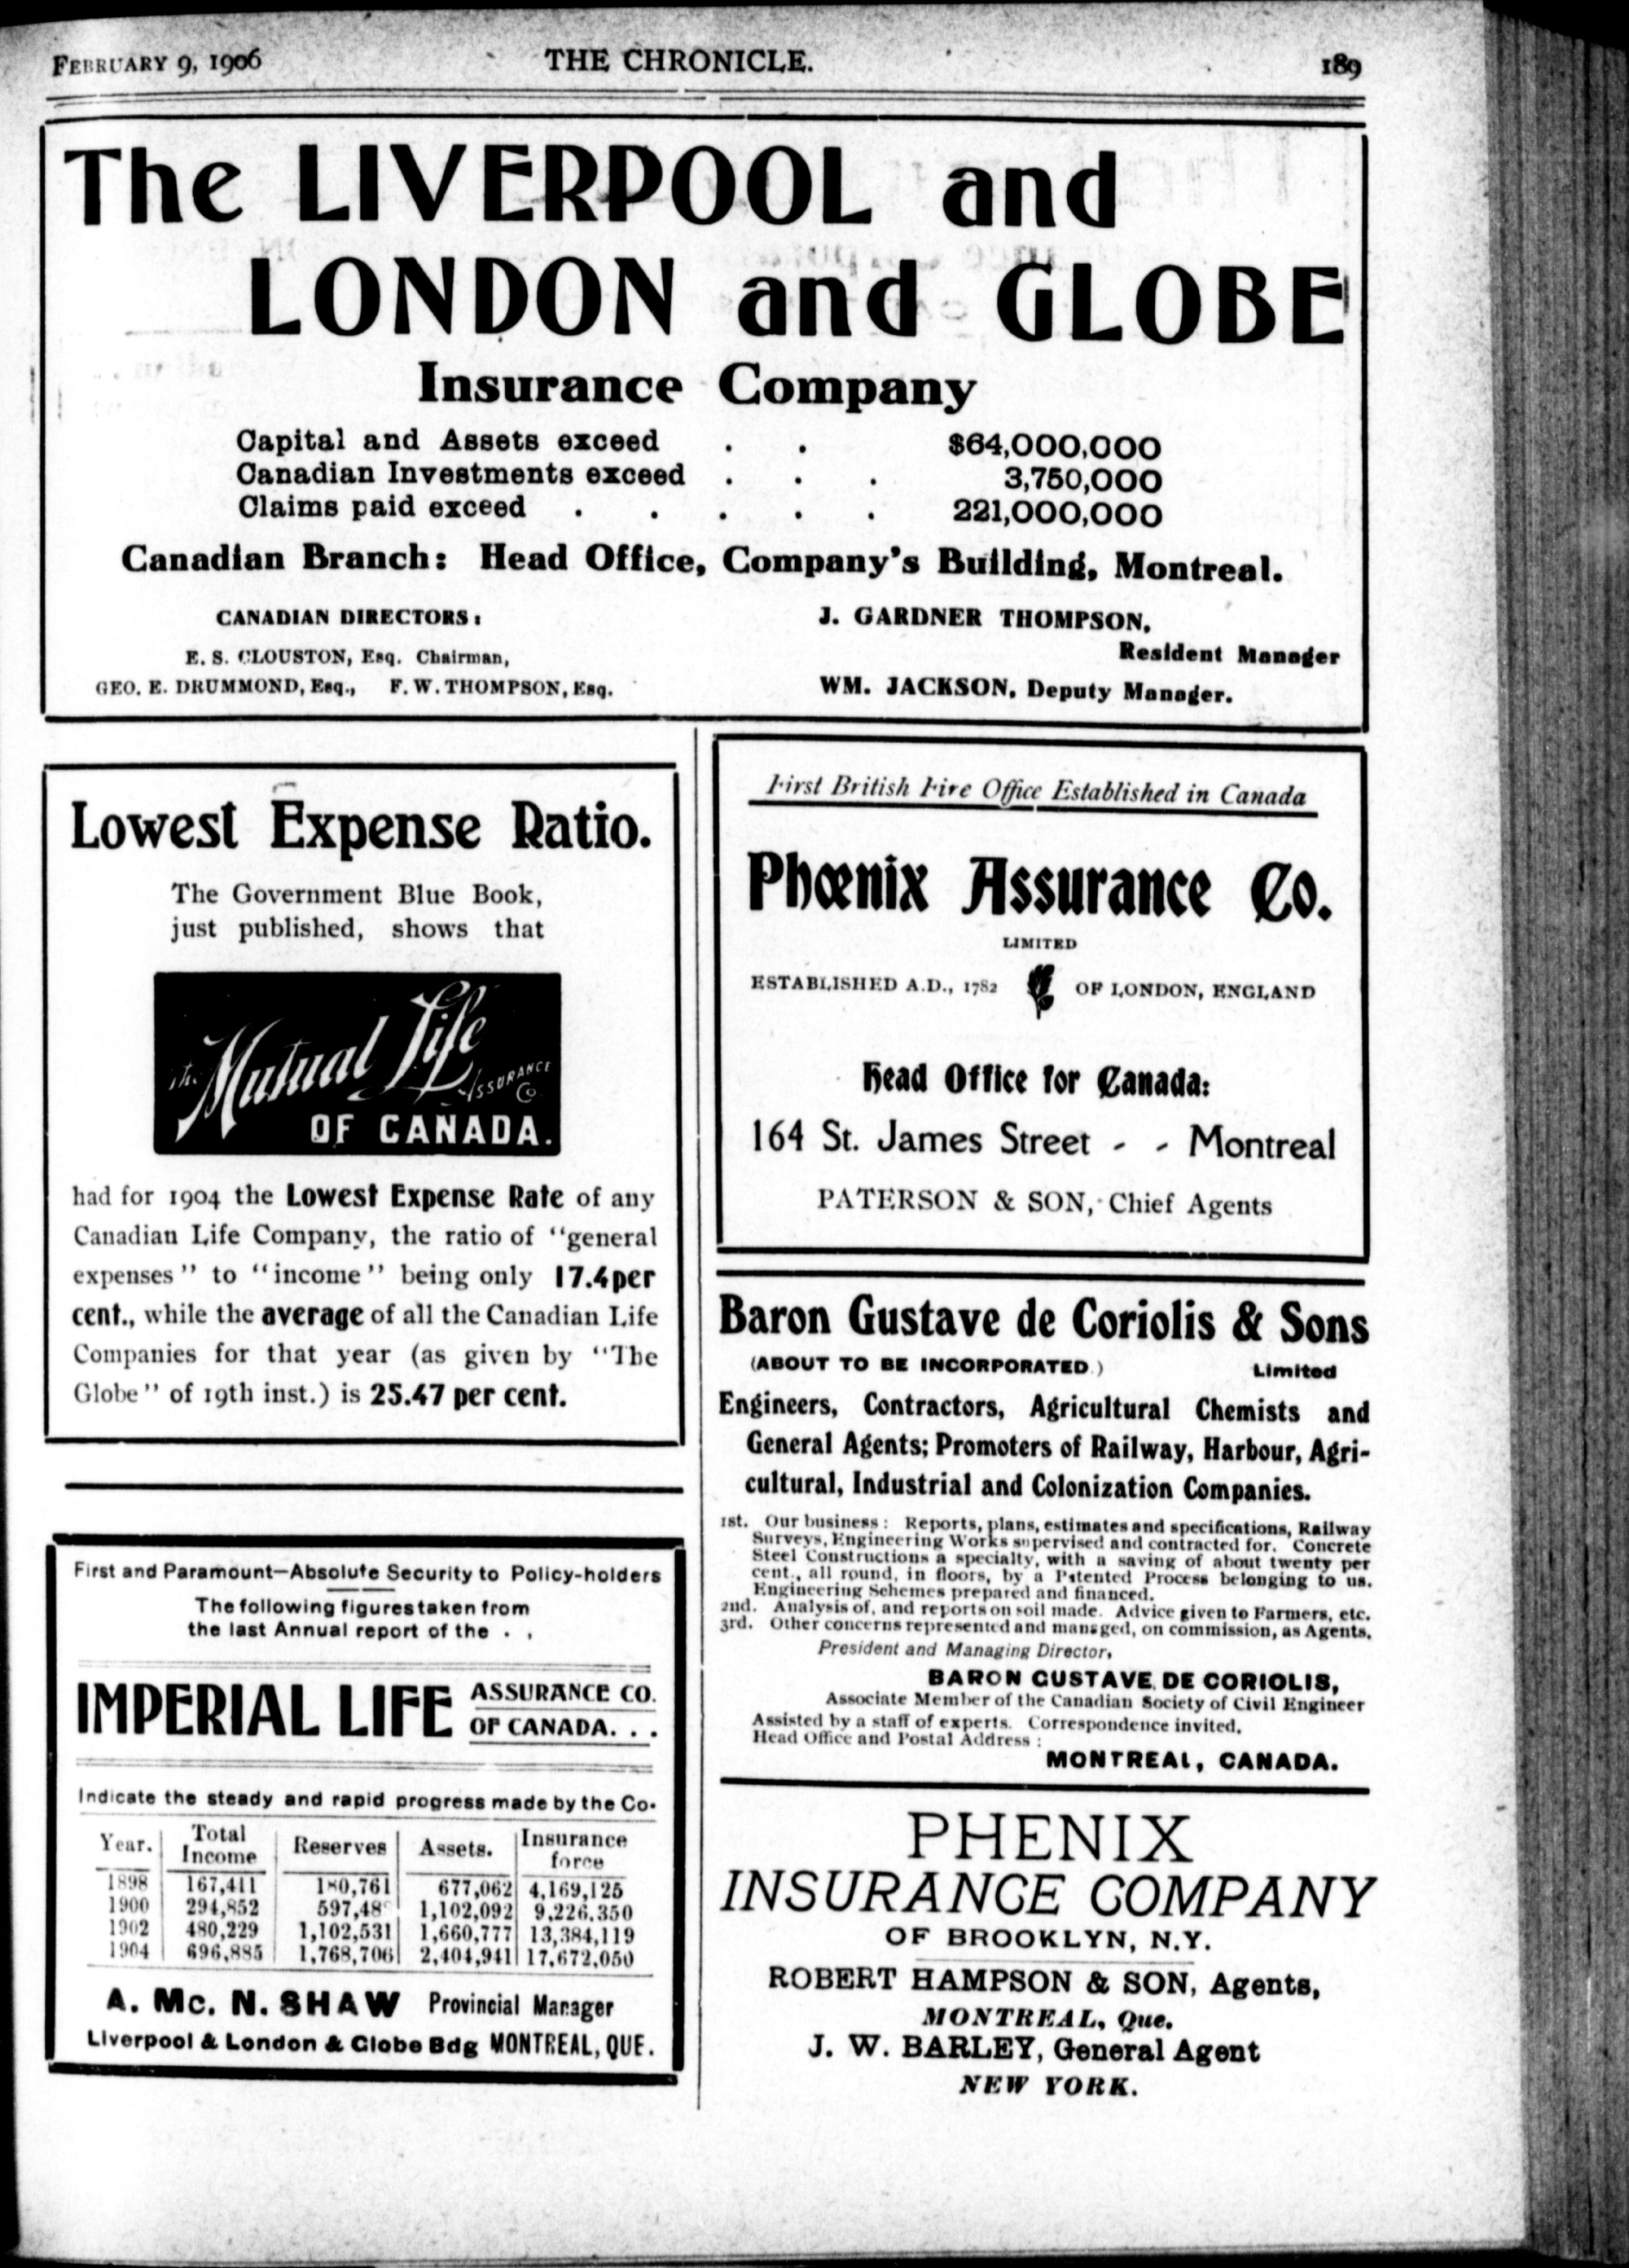 FEBRUARY 9, 1906 THE CHRONICLE. 189
The LIVERPOOL and
LONDON and GLOBE
Insurance Company
Capital and Assets exceed . . $64,000,000
Canadian Investments exceed . . . 3,750,000
Claims paid exceed . . . . . 221,000,000
Canadian Branch: Head Office, Company's Building, Montreal.
CANADIAN DIRECTORS:
E. S. CLOUSTON, Esq. Chairman,
GEO. E. DRUMMOND, Esq., F. W. THOMPSON, Esq.
J. GARDNER THOMPSON,
Resident Manager
WM. JACKSON, Deputy Manager.
Lowest Expense Ratio.
The Government Blue Book,
just published, shows that
The Mutual Life
ASSURANCE
Co
OF CANADA.
had for 1904 the Lowest Expense Rate of any
Canadian Life Company, the ratio of "general
expenses" to "income" being only 17.4 per
cent., while the average of all the Canadian Life
Companies for that year (as given by "The
Globe" of 19th inst.) is 25.47 per cent.
First and Paramount—Absolute Security to Policy-holders
The following figures taken from
the last Annual report of the . .
IMPERIAL LIFE ASSURANCE CO.
OF CANADA. . .
Indicate the steady and rapid progress made by the Co.
Year. Total Income Reserves Assets. Insurance force
1898 167,411 180,761 677,062 4,169,125
1900 294,852 597,48 1,102,092 9,226,350
1902 480,229 1,102,531 1,660,777 13,384,119
1904 696,885 1,768,706 2,404,941 17,672,050
A. Mc. N. SHAW Provincial Manager
Liverpool & London & Globe Bdg MONTREAL, QUE.
First British Fire Office Established in Canada
Phœnix Assurance Co.
LIMITED
ESTABLISHED A.D., 1782 OF LONDON, ENGLAND
Head Office for Canada:
164 St. James Street - - Montreal
PATERSON & SON, Chief Agents
Baron Gustave de Coriolis & Sons
(ABOUT TO BE INCORPORATED.) Limited
Engineers, Contractors, Agricultural Chemists and
General Agents; Promoters of Railway, Harbour, Agri-
cultural, Industrial and Colonization Companies.
1st. Our business: Reports, plans, estimates and specifications, Railway
Surveys, Engineering Works supervised and contracted for. Concrete
Steel Constructions a specialty, with a saving of about twenty per
cent., all round, in floors, by a Patented Process belonging to us.
Engineering Schemes prepared and financed.
2nd. Analysis of, and reports on soil made. Advice given to Farmers, etc.
3rd. Other concerns represented and managed, on commission, as Agents.
President and Managing Director,
BARON GUSTAVE DE CORIOLIS,
Associate Member of the Canadian Society of Civil Engineer
Assisted by a staff of experts. Correspondence invited.
Head Office and Postal Address:
MONTREAL, CANADA.
PHENIX
INSURANCE COMPANY
OF BROOKLYN, N.Y.
ROBERT HAMPSON & SON, Agents,
MONTREAL, Que.
J. W. BARLEY, General Agent
NEW YORK.